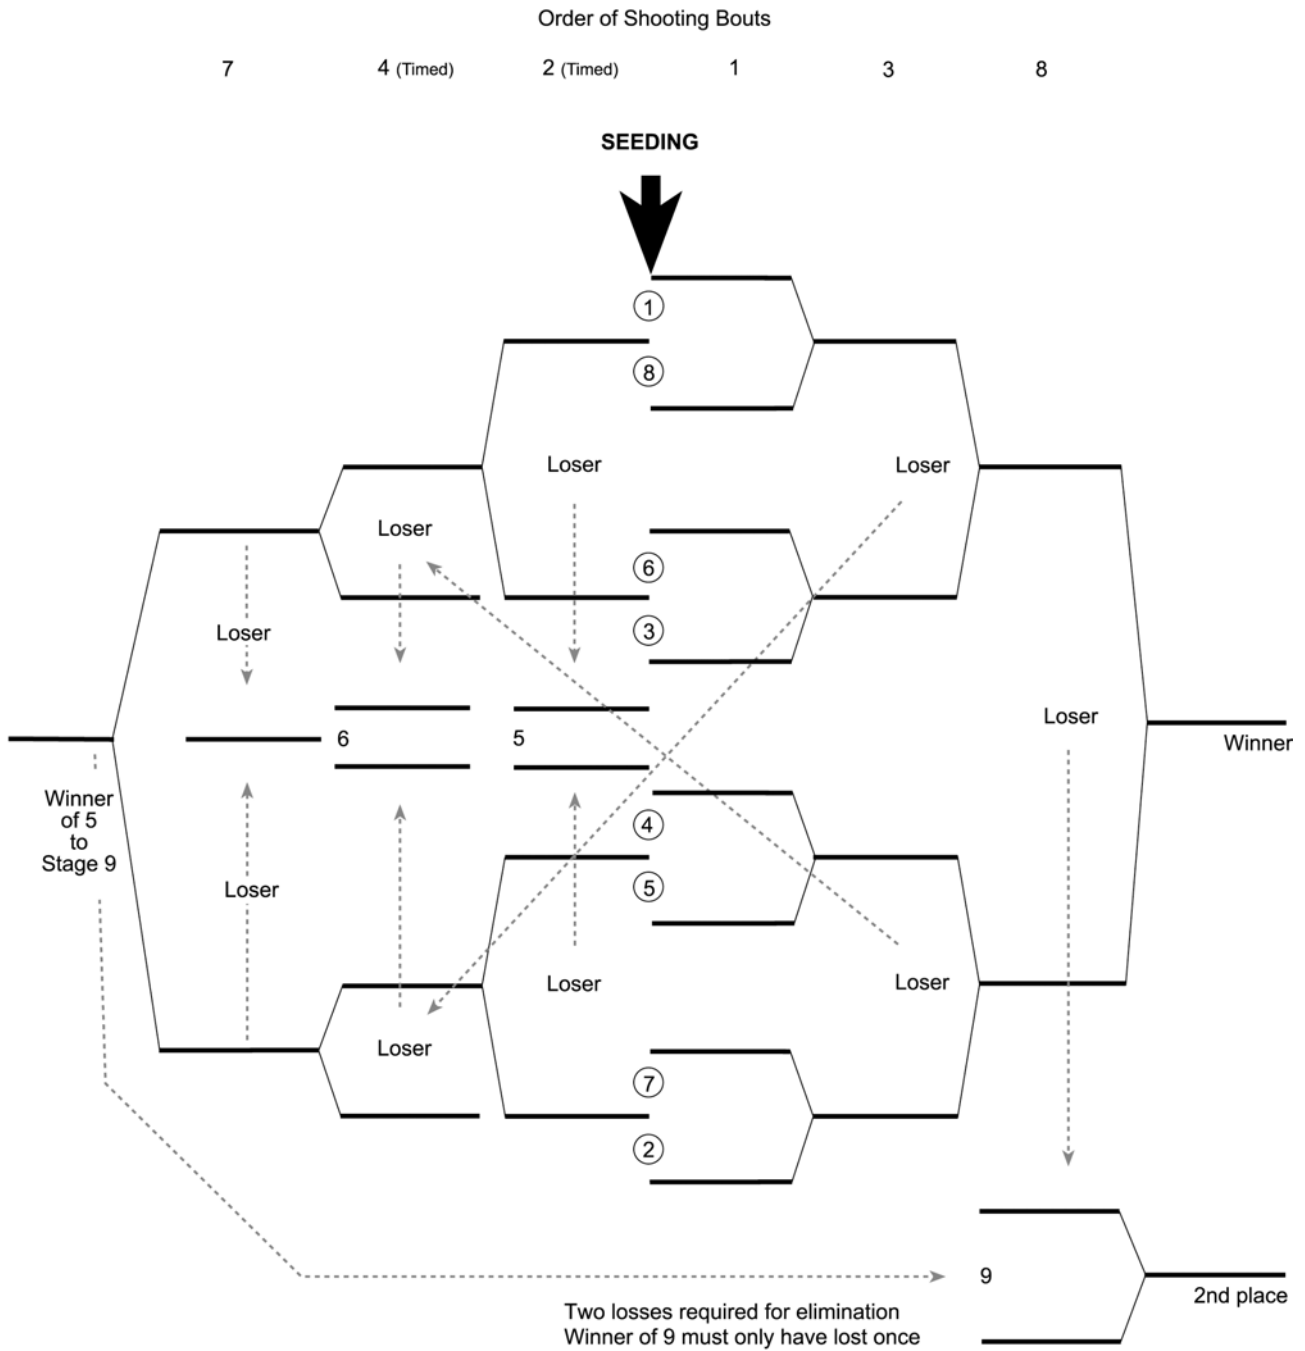 Order of Shooting Bouts
7 4 (Timed) 2 (Timed) 1 3 8
SEEDING
1
8
Loser
Loser
Loser
6
3
Loser
Loser
6
5
Winner
Winner
of 5
to
Stage 9
4
5
Loser
Loser
Loser
Loser
7
2
9
2nd place
Two losses required for elimination
Winner of 9 must only have lost once